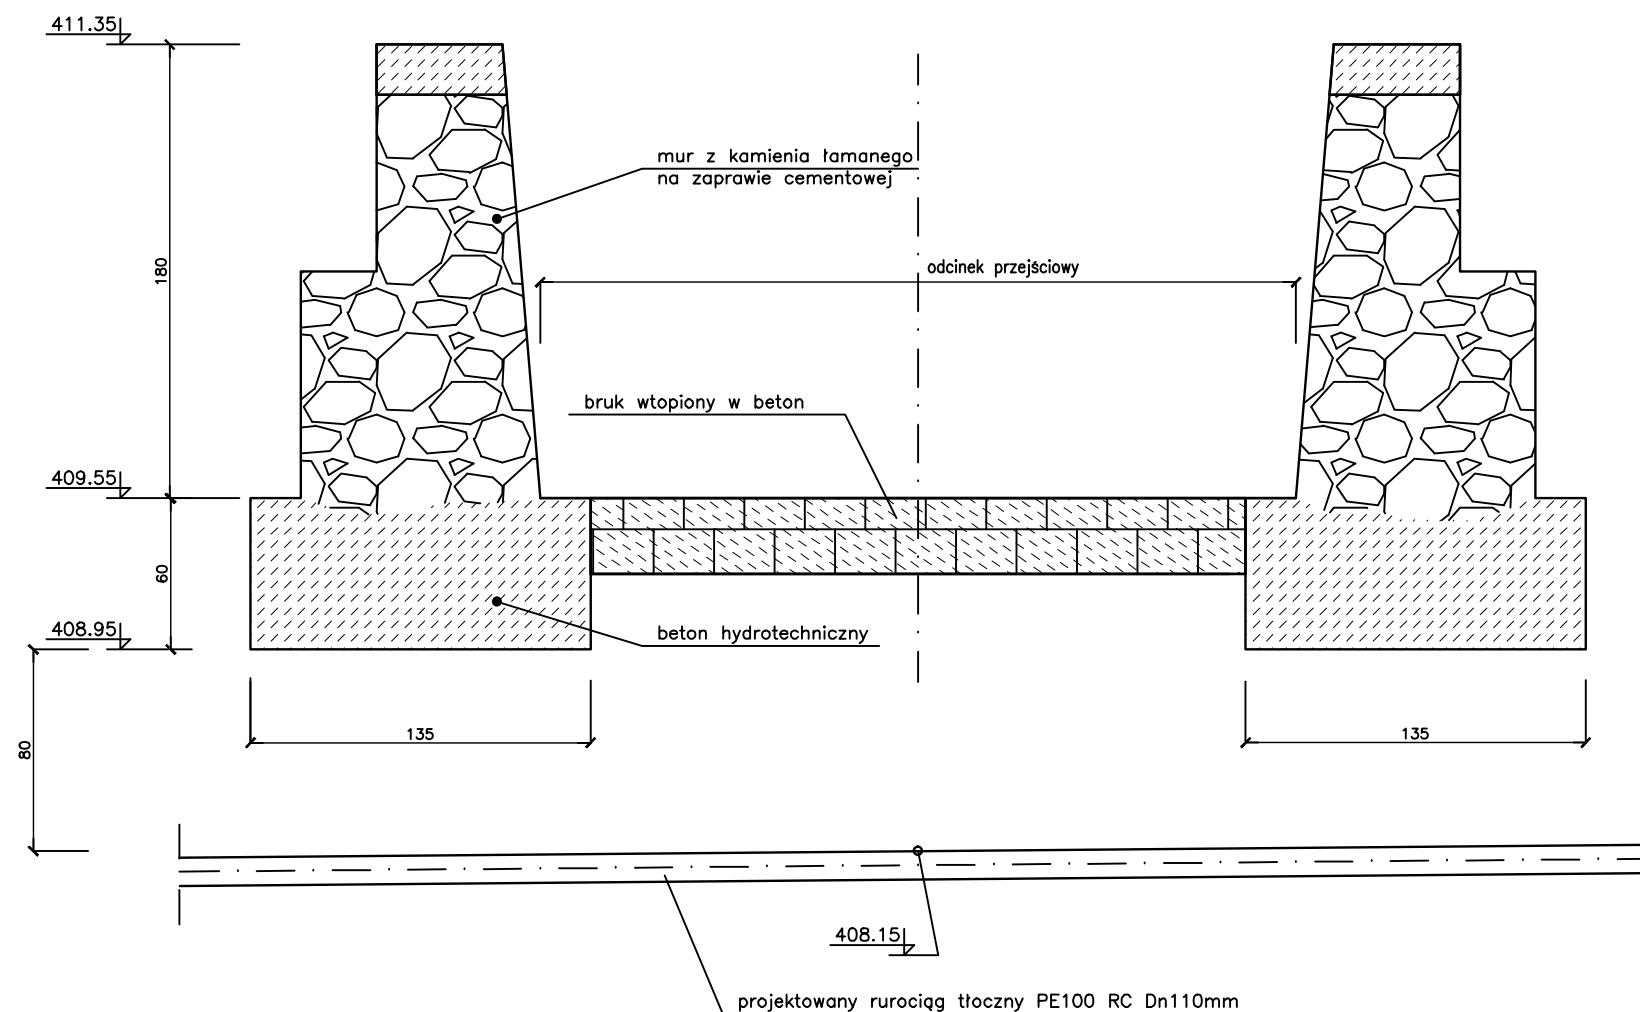 411.35
mur z kamienia łamanego
na zaprawie cementowej
180
odcinek przejściowy
bruk wtopiony w beton
409.55
60
408.95
beton hydrotechniczny
135
135
80
408.15
projektowany rurociąg tłoczny PE100 RC Dn110mm